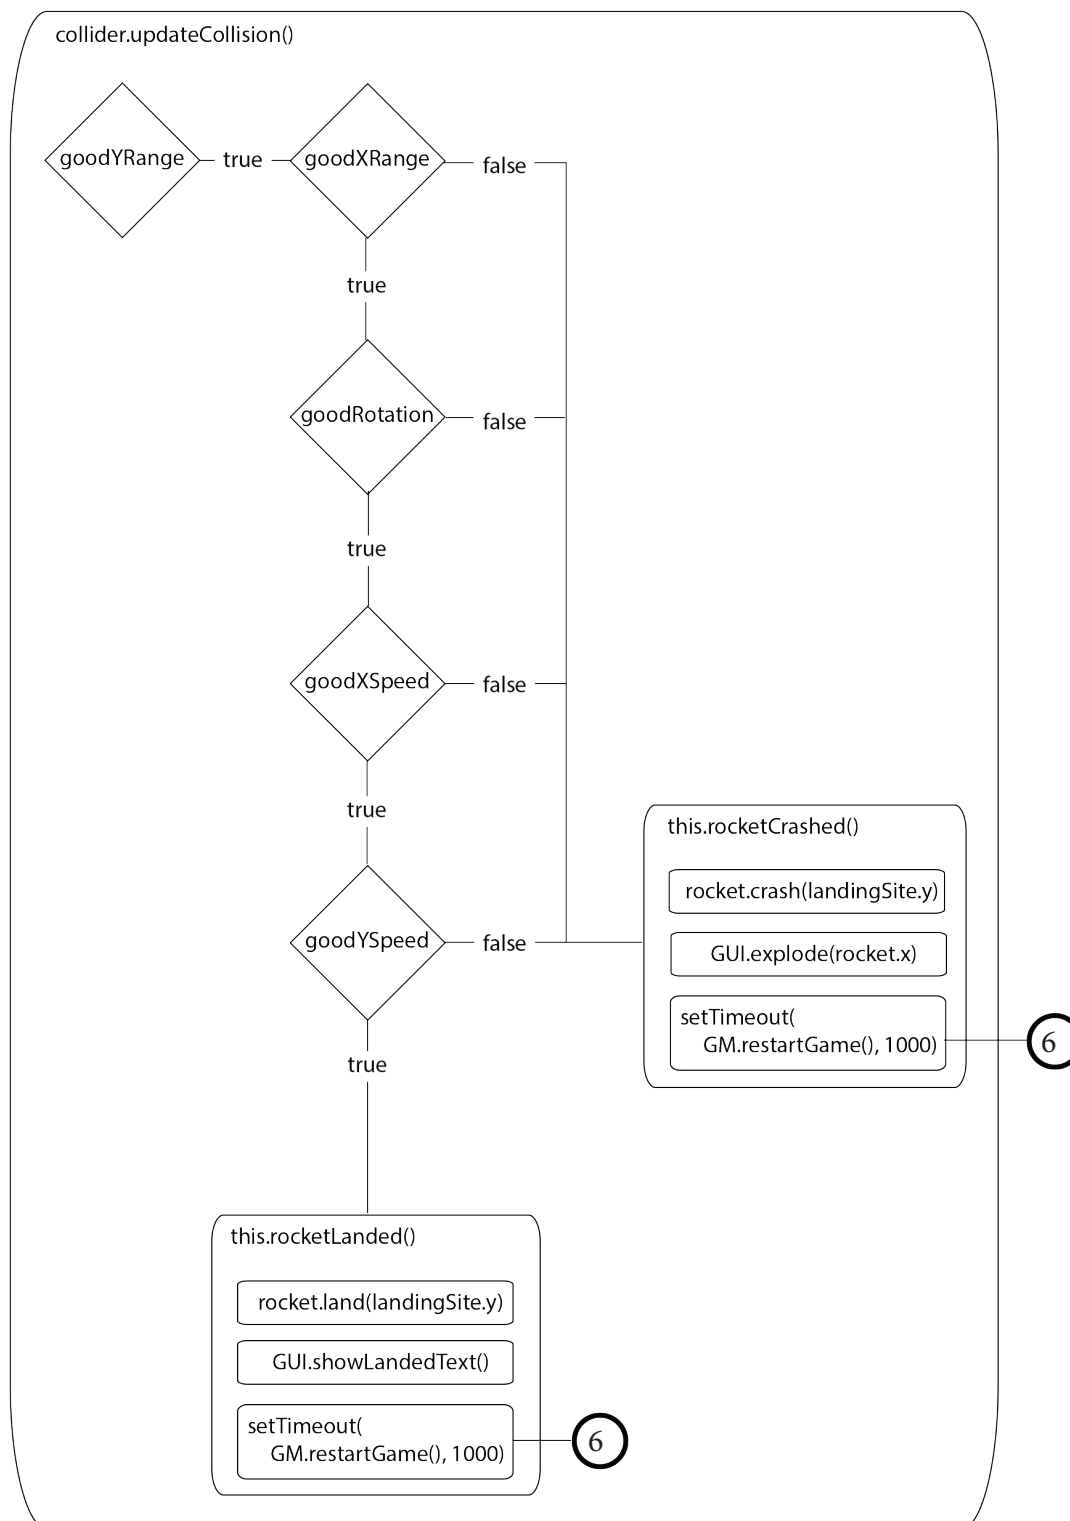 collider.updateCollision()
goodYRange
true
goodXRange
false
true
goodRotation
false
true
goodXSpeed
false
true
goodYSpeed
false
true
this.rocketCrashed()
rocket.crash(landingSite.y)
GUI.explode(rocket.x)
setTimeout(
GM.restartGame(), 1000)
6
this.rocketLanded()
rocket.land(landingSite.y)
GUI.showLandedText()
setTimeout(
GM.restartGame(), 1000)
6